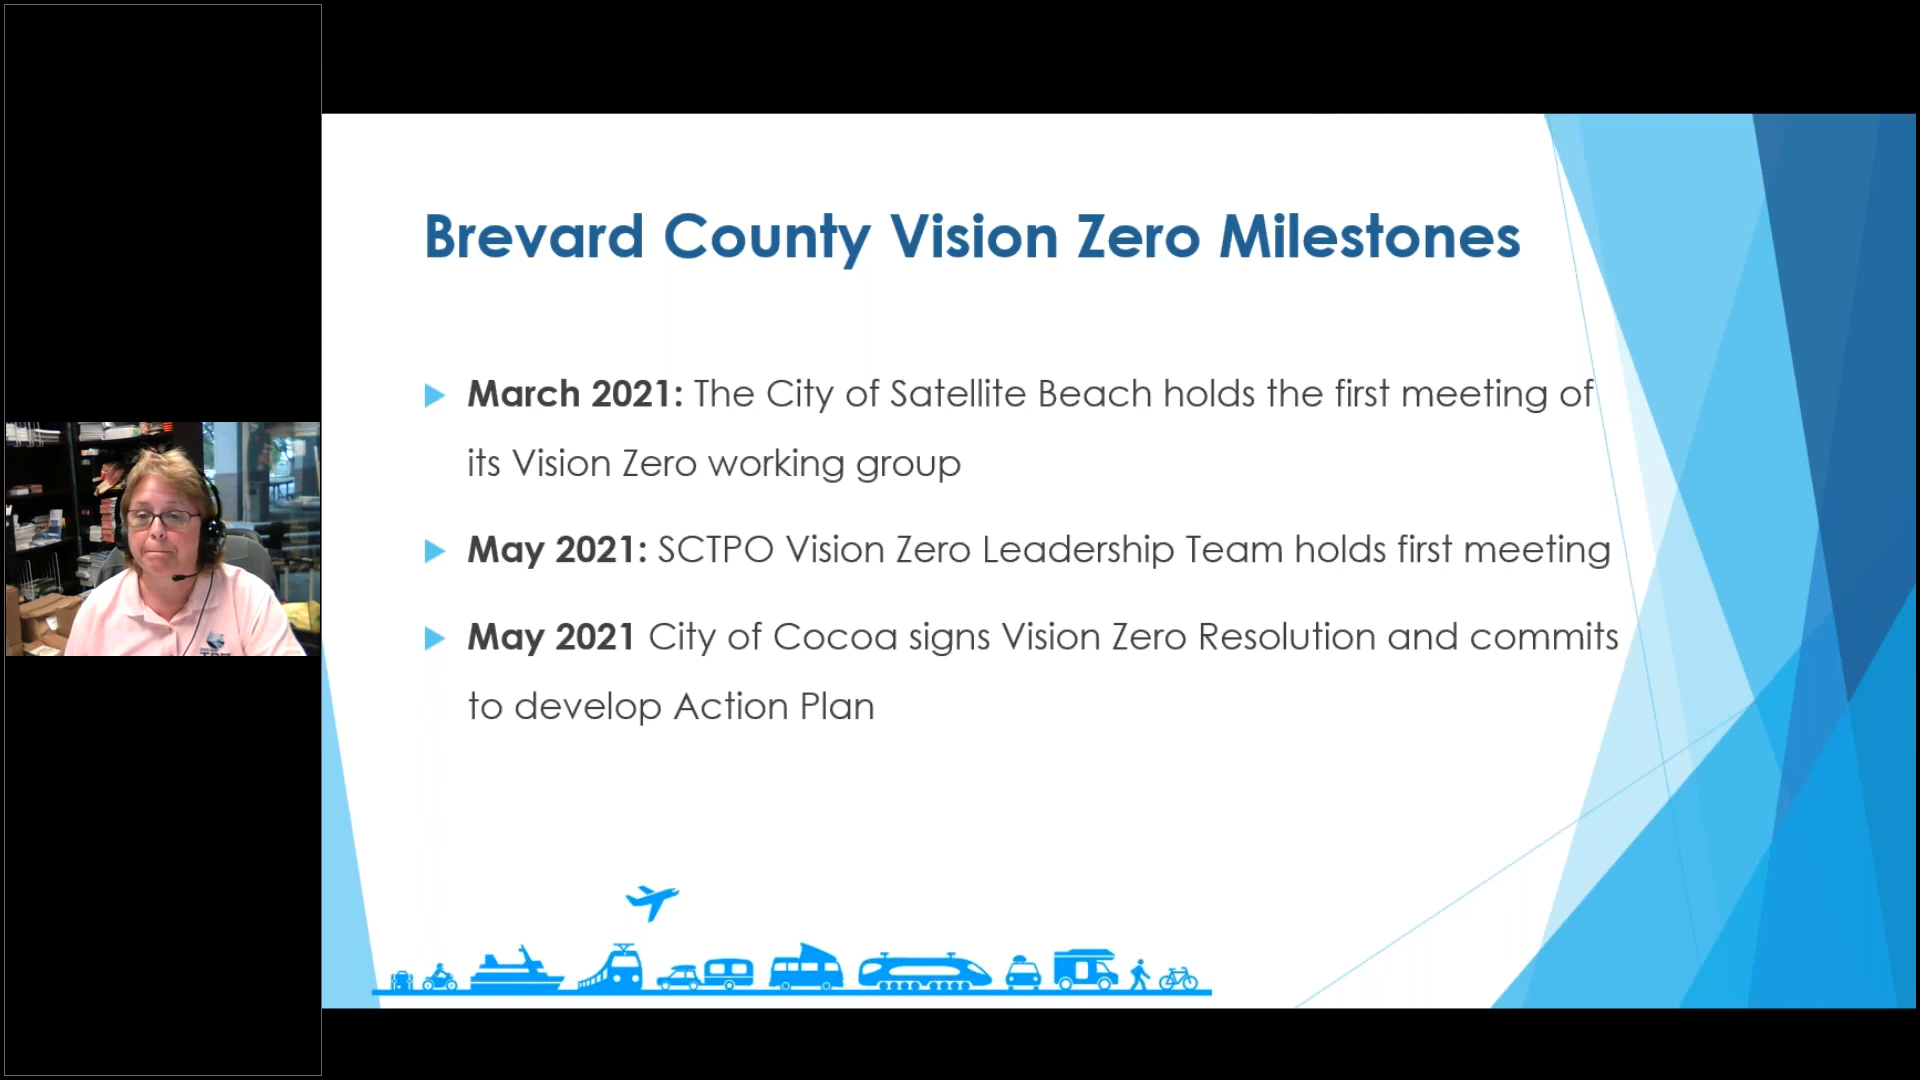 Brevard County Vision Zero Milestones
March 2021: The City of Satellite Beach holds the first meeting of
its Vision Zero working group
May 2021: SCTPO Vision Zero Leadership Team holds first meeting
May 2021 City of Cocoa signs Vision Zero Resolution and commits
to develop Action Plan